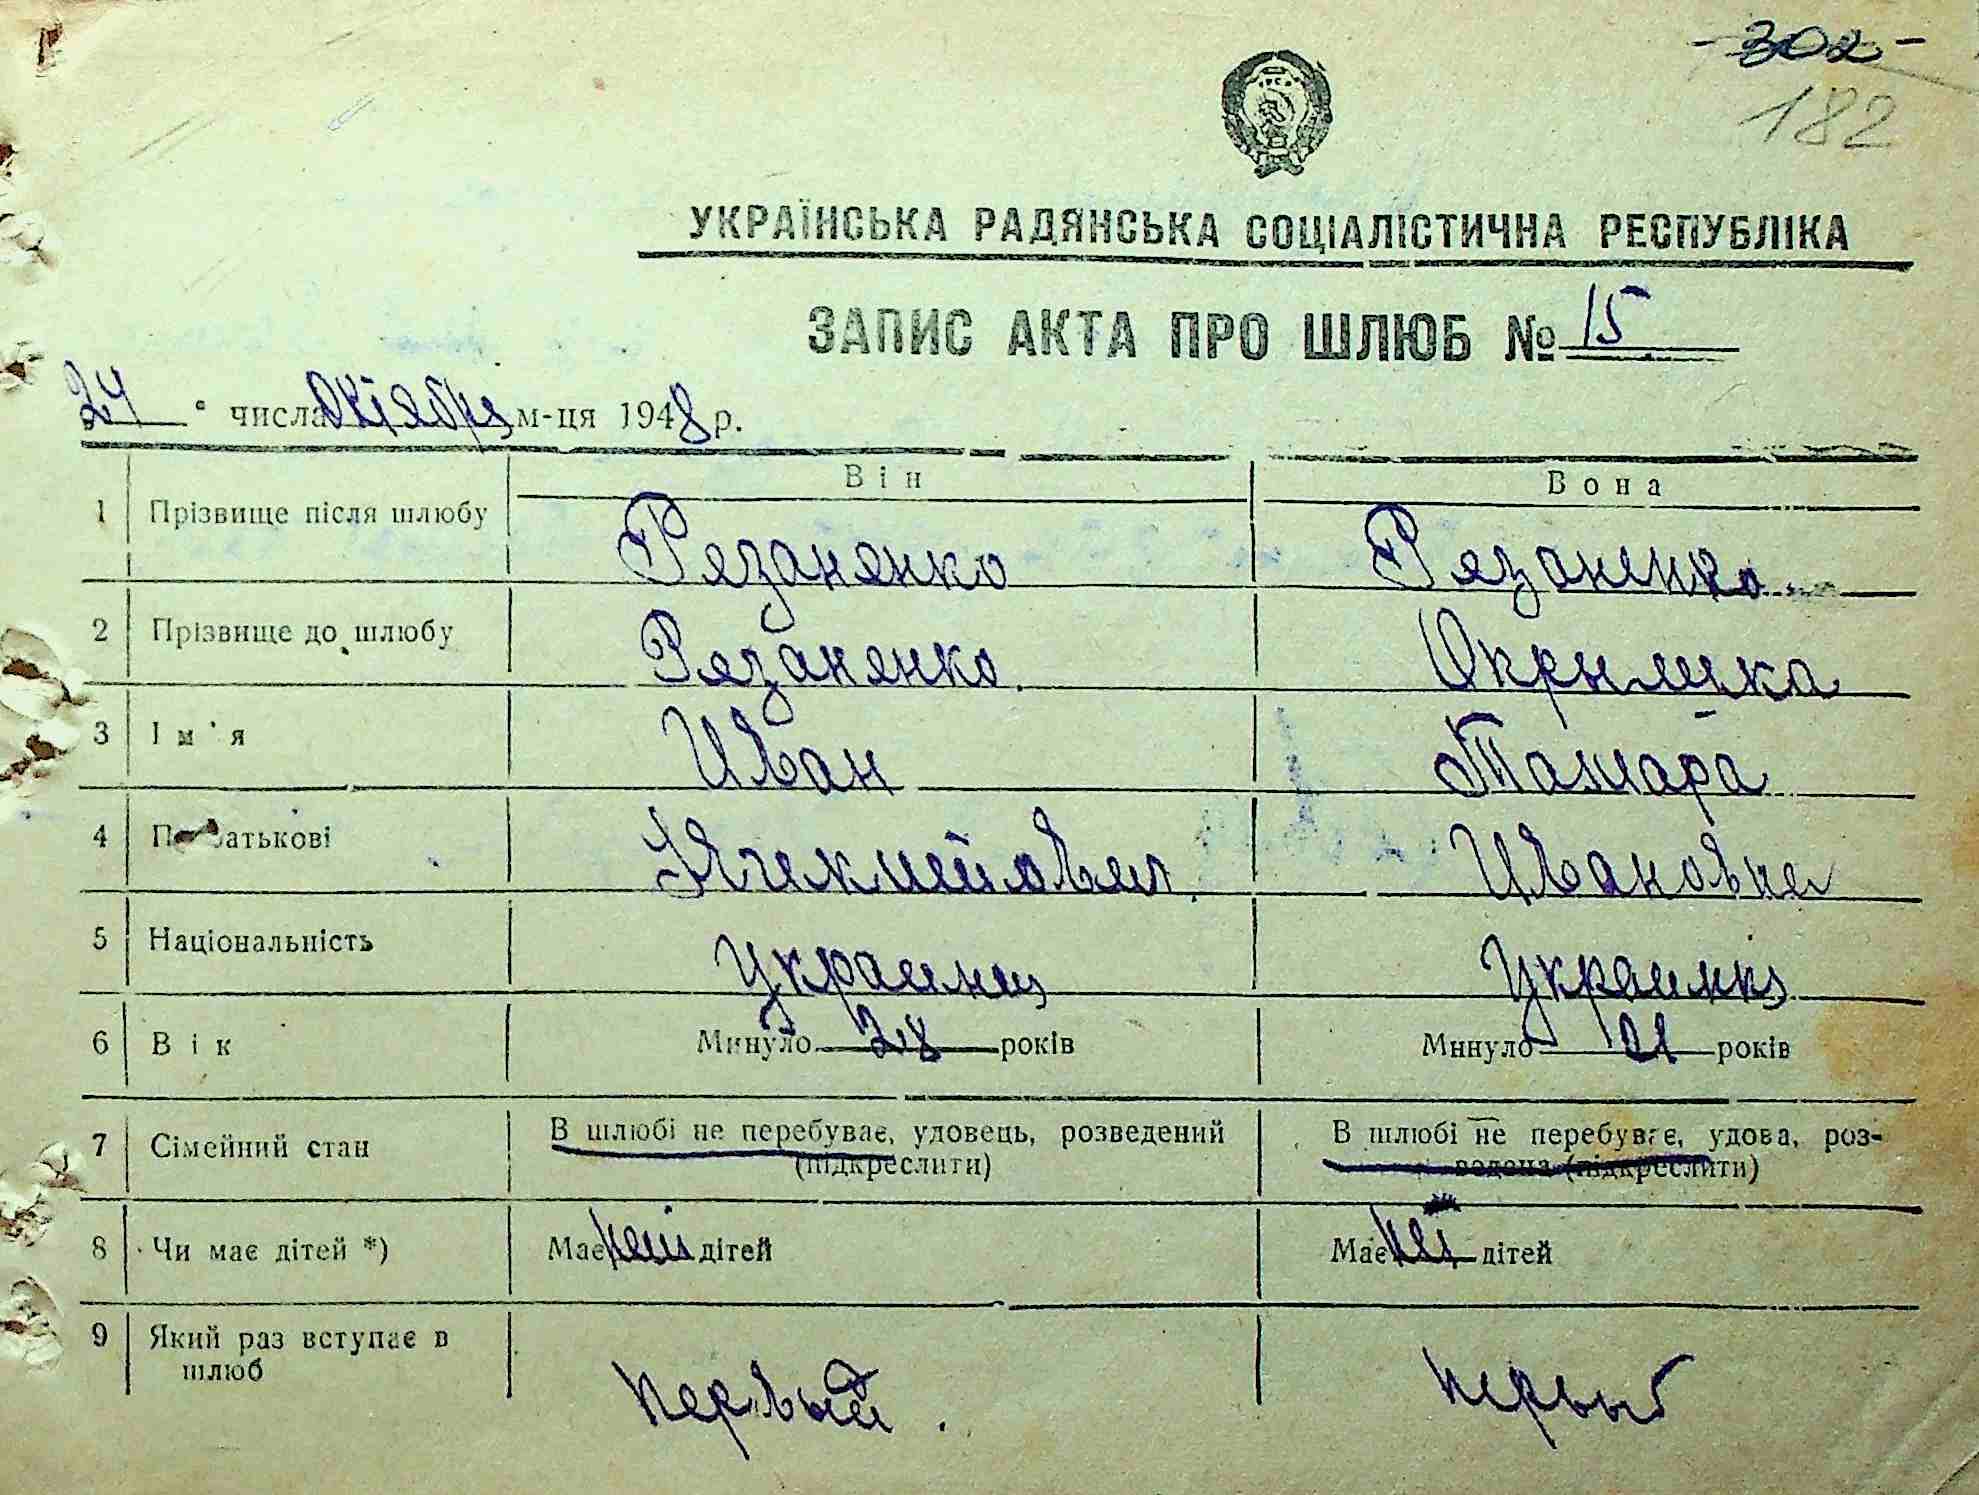 - 302 -
182
УКРАЇНСЬКА РАДЯНСЬКА СОЦІАЛІСТИЧНА РЕСПУБЛІКА
ЗАПИС АКТА ПРО ШЛЮБ № 15
24 " числа октября м-ця 1948 р.
Він Вона
1 Прізвище після шлюбу Рязаненко Рязаненко
2 Прізвище до шлюбу Рязаненко
3 Ім'я Иван Тамара
4 По батькові Ивановна
5 Національність Украинец Украинка
6 Вік Минуло 28 років Минуло 21 років
7 Сімейний стан В шлюбі не перебуває, удовець, розведений (підкреслити) В шлюбі не перебуває, удова, роз-
ведена (підкреслити)
8 Чи має дітей *) Має нет дітей Має нет дітей
9 Який раз вступає в
шлюб первый первый